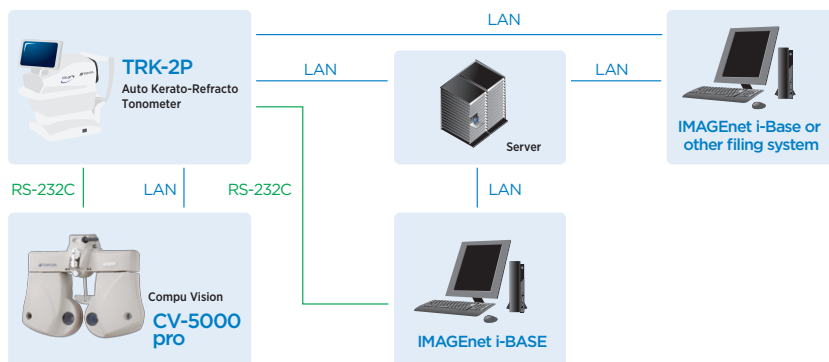 LAN
TRK-2P
Auto Kerato-Refracto
Tonometer
LAN
LAN
Server
IMAGEnet i-Base or
other filing system
RS-232C
LAN
RS-232C
LAN
Compu Vision
CV-5000
pro
IMAGEnet i-BASE